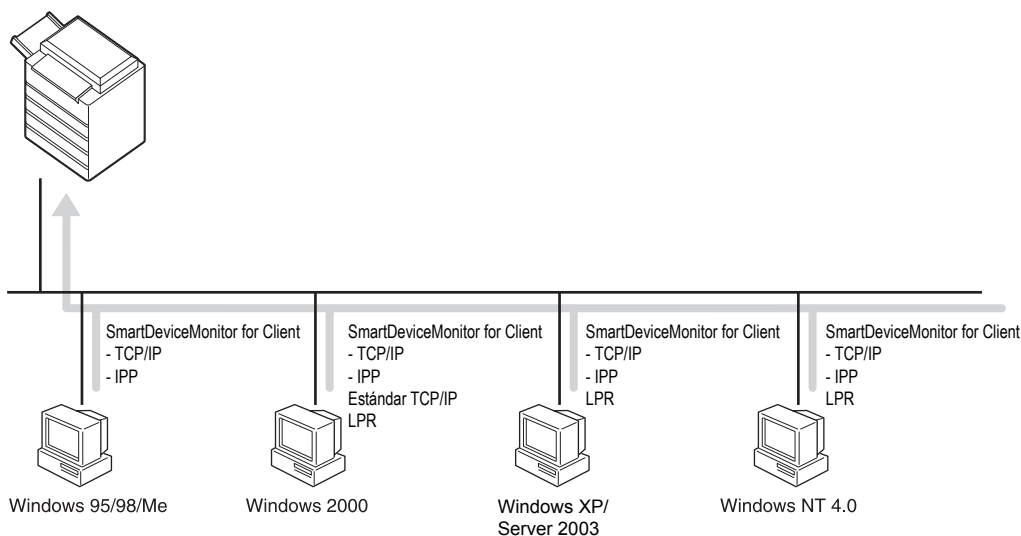 SmartDeviceMonitor for Client
- TCP/IP
- IPP
Windows 95/98/Me
SmartDeviceMonitor for Client
- TCP/IP
- IPP
Estándar TCP/IP
LPR
Windows 2000
SmartDeviceMonitor for Client
- TCP/IP
- IPP
LPR
Windows XP/
Server 2003
SmartDeviceMonitor for Client
- TCP/IP
- IPP
LPR
Windows NT 4.0